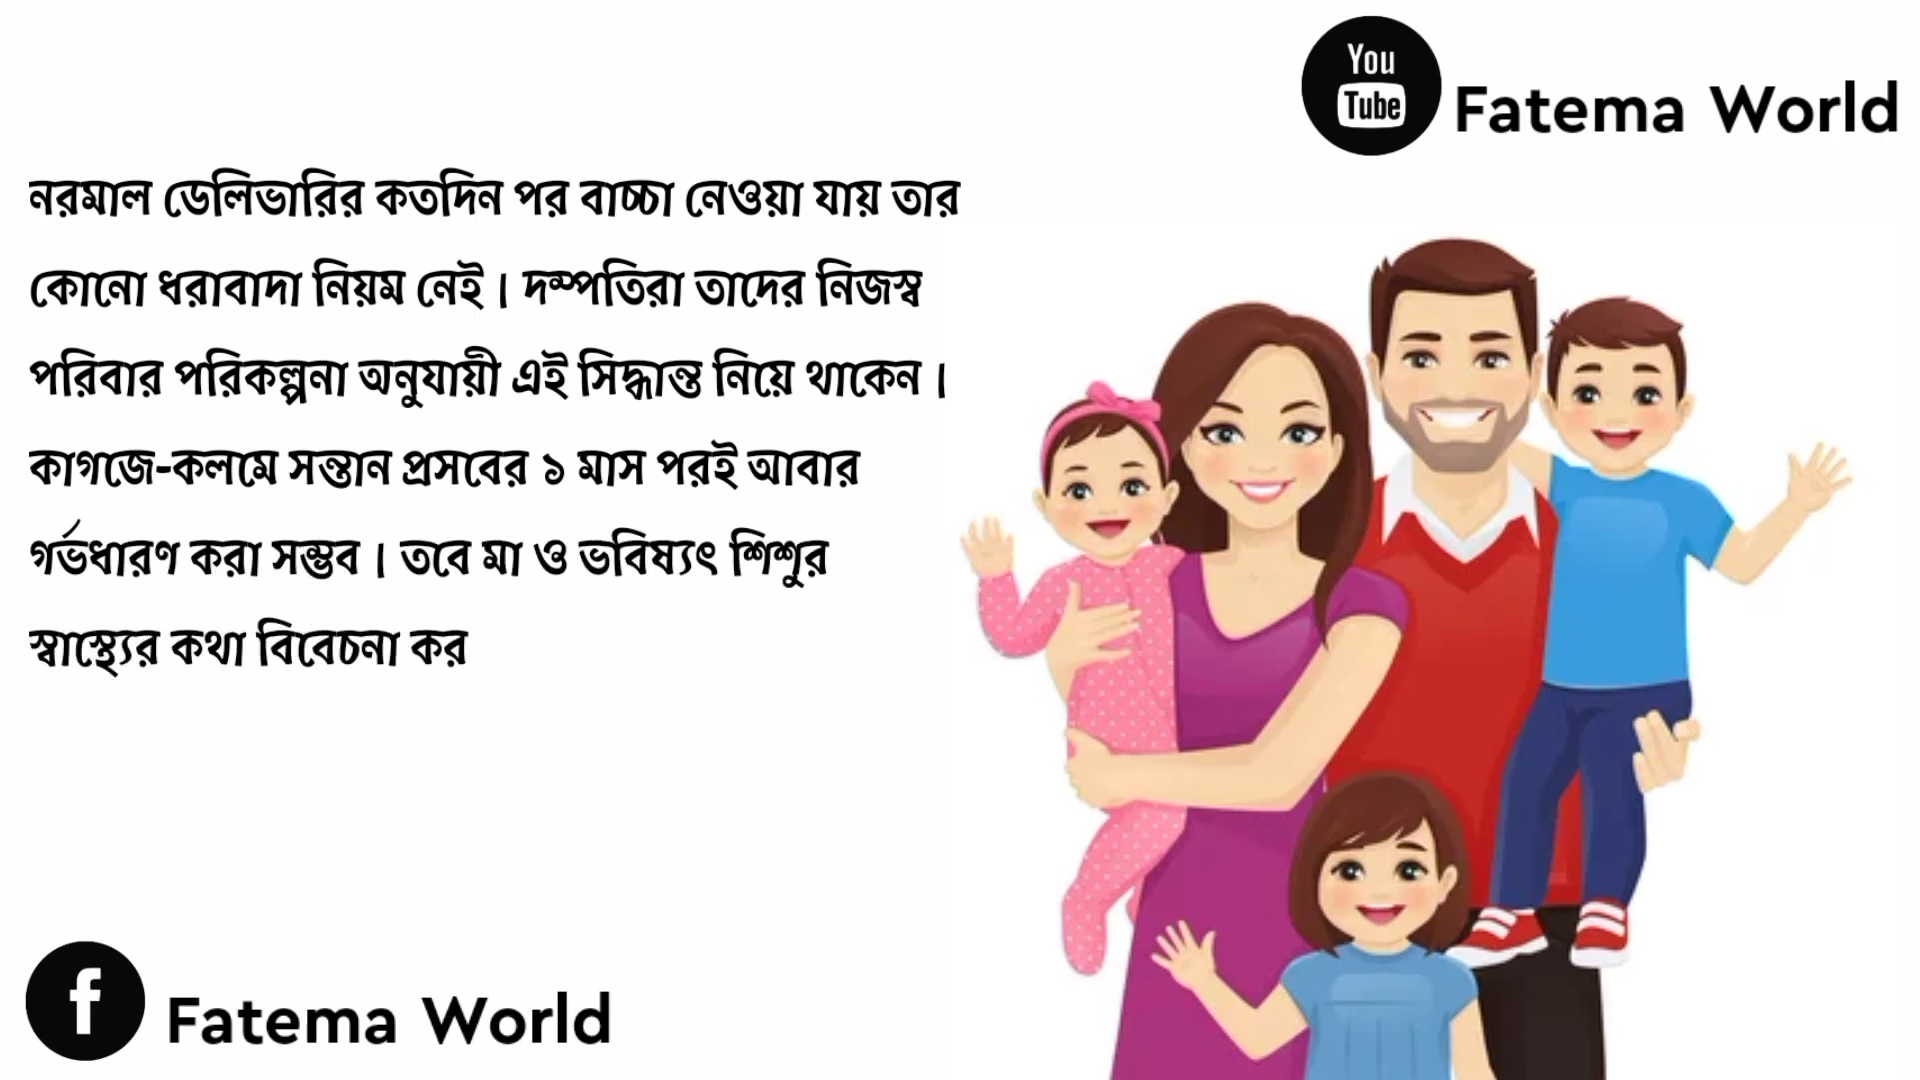 You
Tube
Fatema World
নরমাল ডেলিভারির কতদিন পর বাচ্চা নেওয়া যায় তার
কোনো ধরাবাদা নিয়ম নেই। দম্পতিরা তাদের নিজস্ব
পরিবার পরিকল্পনা অনুযায়ী এই সিদ্ধান্ত নিয়ে থাকেন।
কাগজে-কলমে সন্তান প্রসবের ১ মাস পরই আবার
গর্ভধারণ করা সম্ভব। তবে মা ও ভবিষ্যৎ শিশুর
স্বাস্থ্যের কথা বিবেচনা কর
f
Fatema World